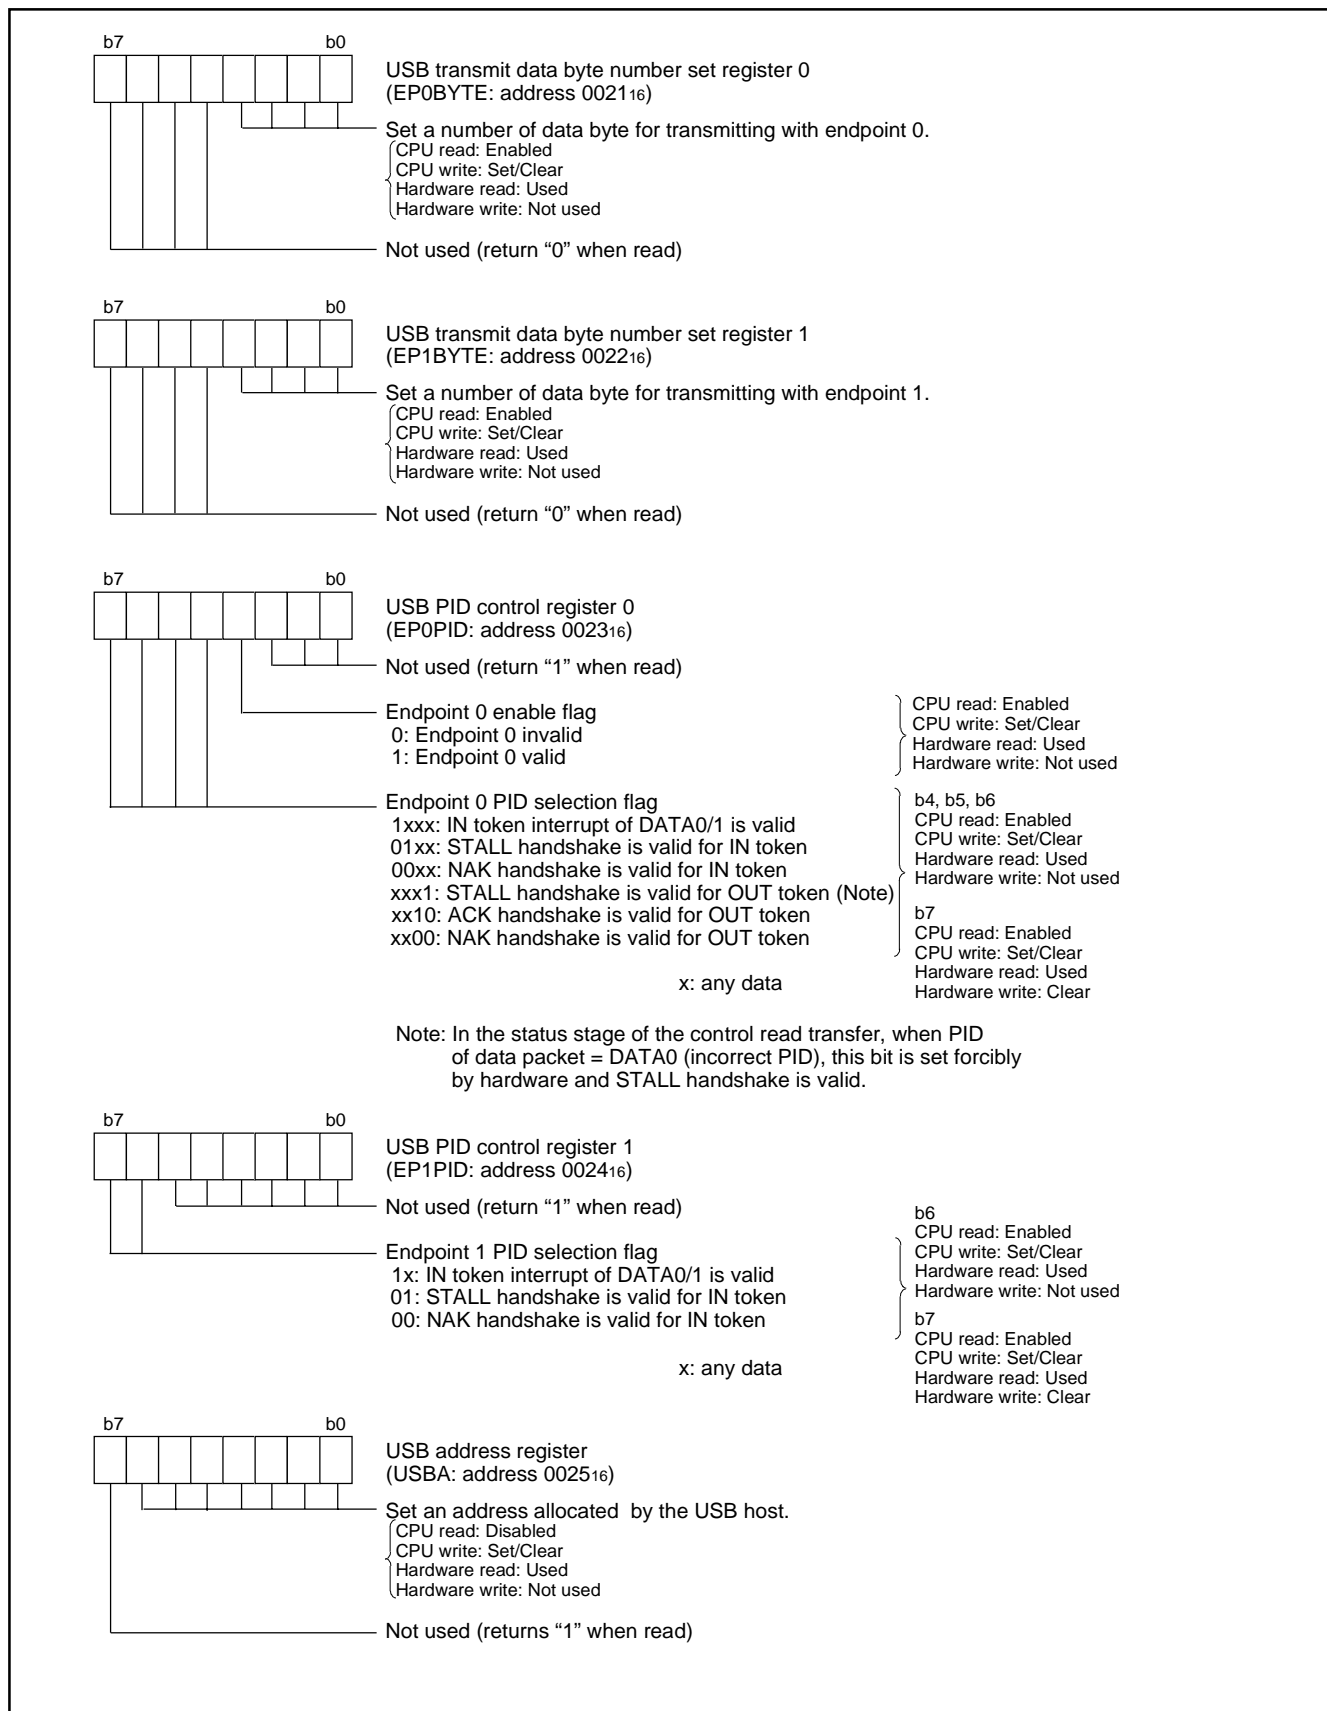 b7 b0
USB transmit data byte number set register 0
(EP0BYTE: address 002116)
Set a number of data byte for transmitting with endpoint 0.
CPU read: Enabled
CPU write: Set/Clear
Hardware read: Used
Hardware write: Not used
Not used (return “0” when read)
b7 b0
USB transmit data byte number set register 1
(EP1BYTE: address 002216)
Set a number of data byte for transmitting with endpoint 1.
CPU read: Enabled
CPU write: Set/Clear
Hardware read: Used
Hardware write: Not used
Not used (return “0” when read)
b7 b0
USB PID control register 0
(EP0PID: address 002316)
Not used (return “1” when read)
Endpoint 0 enable flag
0: Endpoint 0 invalid
1: Endpoint 0 valid
CPU read: Enabled
CPU write: Set/Clear
Hardware read: Used
Hardware write: Not used
Endpoint 0 PID selection flag
1xxx: IN token interrupt of DATA0/1 is valid
01xx: STALL handshake is valid for IN token
00xx: NAK handshake is valid for IN token
xxx1: STALL handshake is valid for OUT token (Note)
xx10: ACK handshake is valid for OUT token
xx00: NAK handshake is valid for OUT token
x: any data
b4, b5, b6
CPU read: Enabled
CPU write: Set/Clear
Hardware read: Used
Hardware write: Not used
b7
CPU read: Enabled
CPU write: Set/Clear
Hardware read: Used
Hardware write: Clear
Note: In the status stage of the control read transfer, when PID
of data packet = DATA0 (incorrect PID), this bit is set forcibly
by hardware and STALL handshake is valid.
b7 b0
USB PID control register 1
(EP1PID: address 002416)
Not used (return “1” when read)
Endpoint 1 PID selection flag
1x: IN token interrupt of DATA0/1 is valid
01: STALL handshake is valid for IN token
00: NAK handshake is valid for IN token
x: any data
b6
CPU read: Enabled
CPU write: Set/Clear
Hardware read: Used
Hardware write: Not used
b7
CPU read: Enabled
CPU write: Set/Clear
Hardware read: Used
Hardware write: Clear
b7 b0
USB address register
(USBA: address 002516)
Set an address allocated by the USB host.
CPU read: Disabled
CPU write: Set/Clear
Hardware read: Used
Hardware write: Not used
Not used (returns “1” when read)